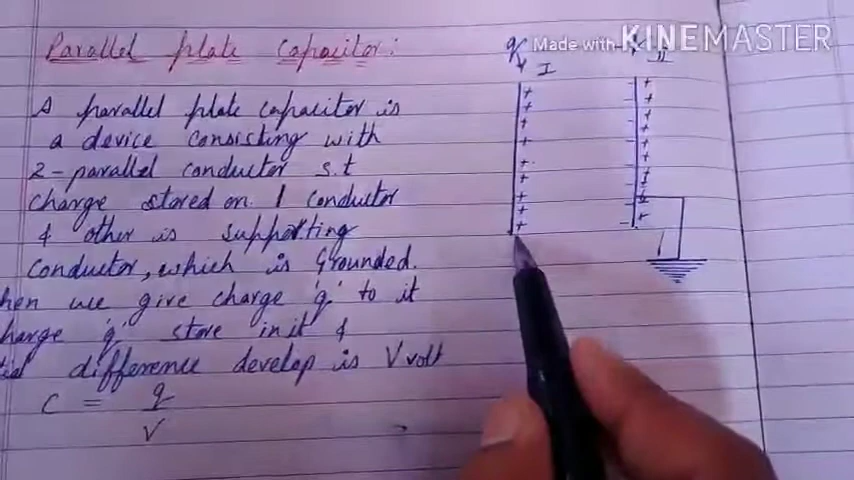 Parallel plate capacitor:
A parallel plate capacitor is
a device consisting with
2-parallel conductor s.t
charge stored on 1 conductor
& other is supporting
conductor, which is Grounded.
hen we give charge 'q' to it
harge 'q' store in it &
difference develop is V volt
C = q
V
q
I
II
Made with KINEMASTER